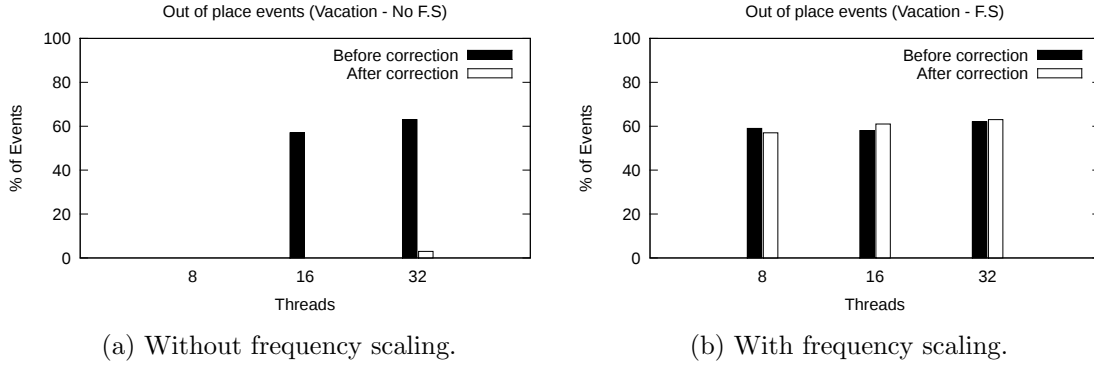 Out of place events (Vacation - No F.S)
100
80
60
40
20
0
% of Events
Before correction
After correction
8 16 32
Threads
(a) Without frequency scaling.
Out of place events (Vacation - F.S)
100
80
60
40
20
0
% of Events
Before correction
After correction
8 16 32
Threads
(b) With frequency scaling.